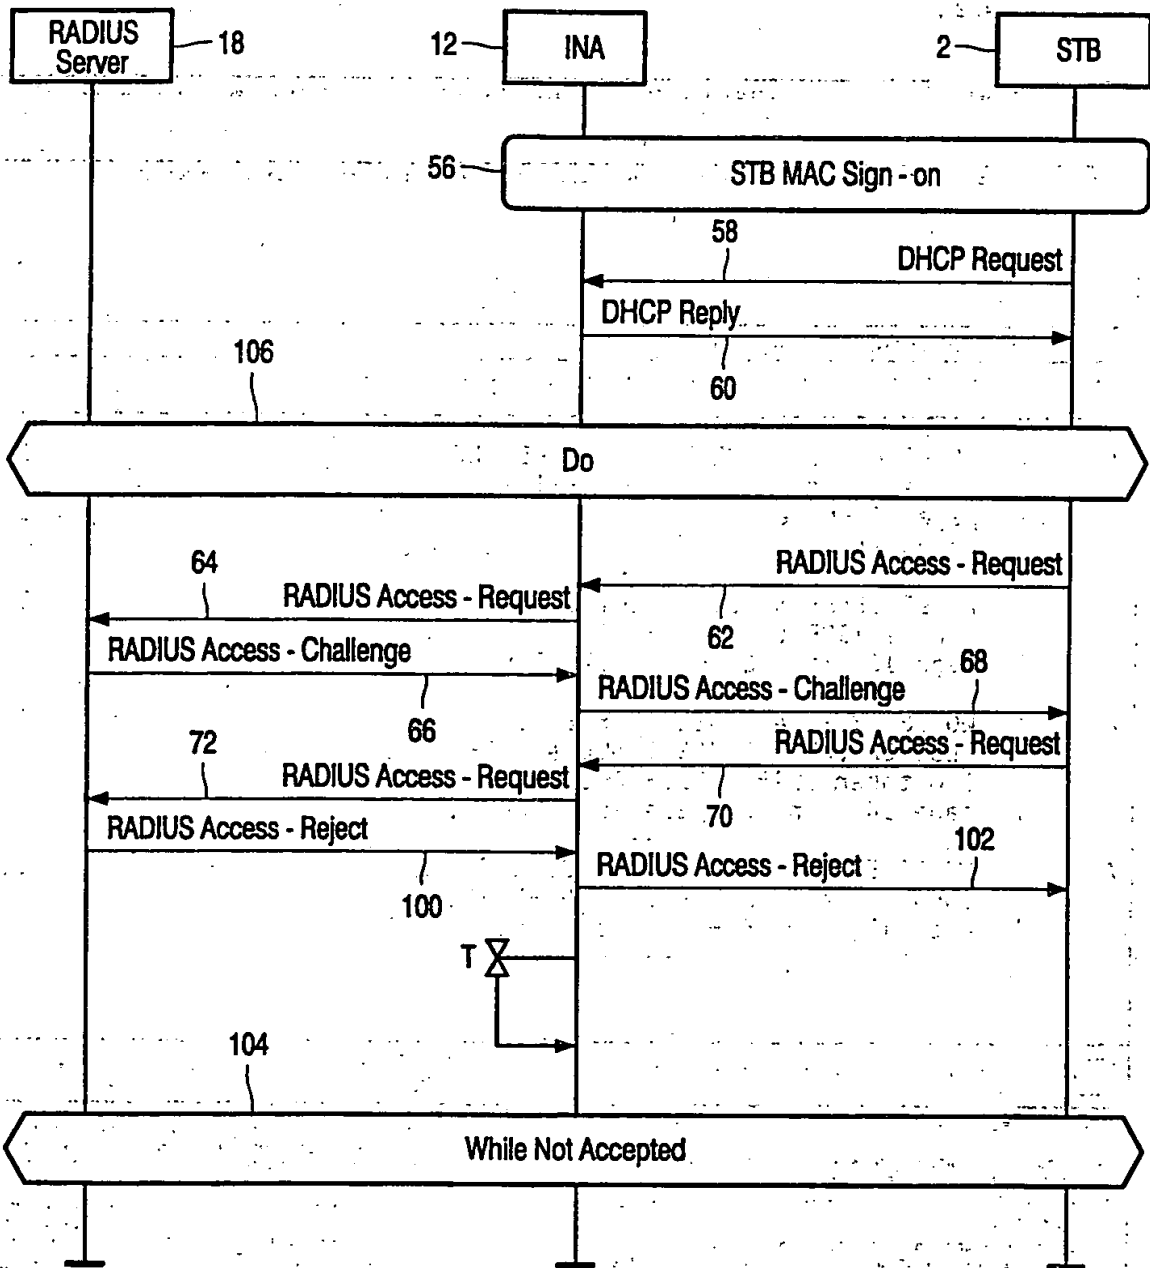 RADIUS
Server
18
12
INA
2
STB
56
STB MAC Sign - on
58
DHCP Request
DHCP Reply
60
106
Do
64
RADIUS Access - Request
RADIUS Access - Request
62
RADIUS Access - Challenge
68
RADIUS Access - Challenge
66
72
RADIUS Access - Request
RADIUS Access - Request
70
RADIUS Access - Reject
102
RADIUS Access - Reject
100
T
104
While Not Accepted